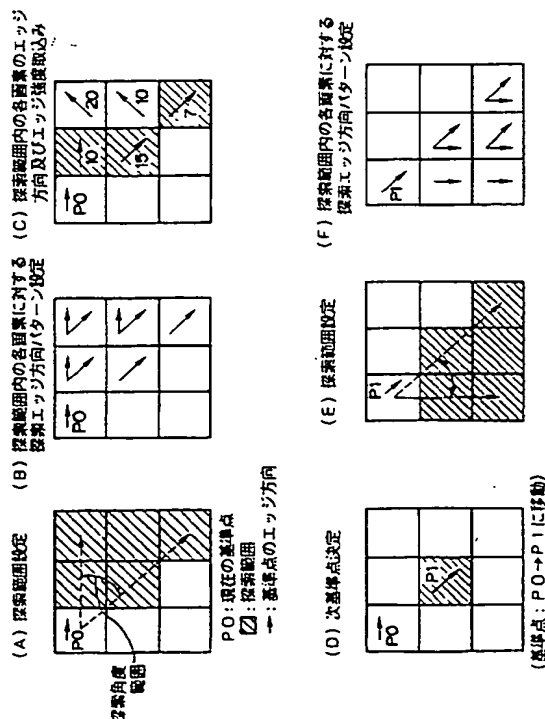 (A) 探索範囲設定
P0
探索角度
範囲
P0:現在の基準点
:探索範囲
→:基準点のエッジ方向
(B) 探索範囲内の各画素に対する
探索エッジ方向パターン設定
P0
(C) 探索範囲内の各画素のエッジ
方向及びエッジ強度取込み
P0
10
20
15
10
7
(D) 次基準点決定
P0
P1
(基準点:P0→P1に移動)
(E) 探索範囲設定
P1
(F) 探索範囲内の各画素に対する
探索エッジ方向パターン設定
P1